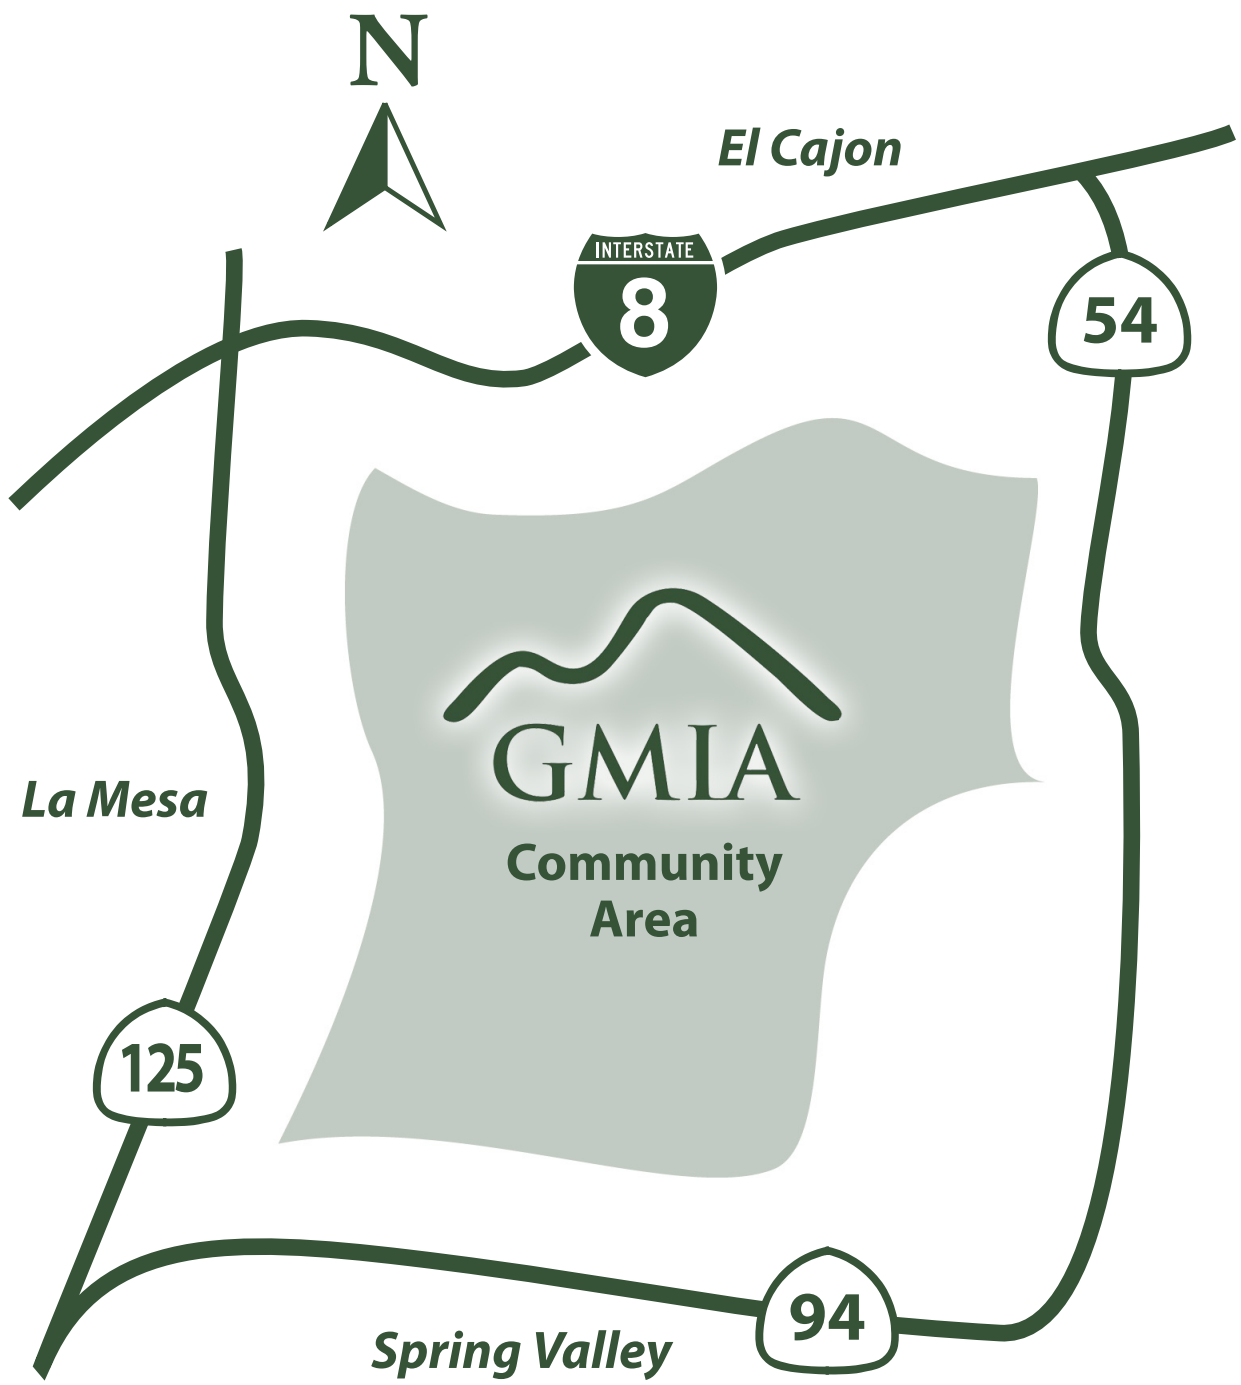 N
El Cajon
INTERSTATE
8
54
GMIA
Community
Area
La Mesa
125
94
Spring Valley